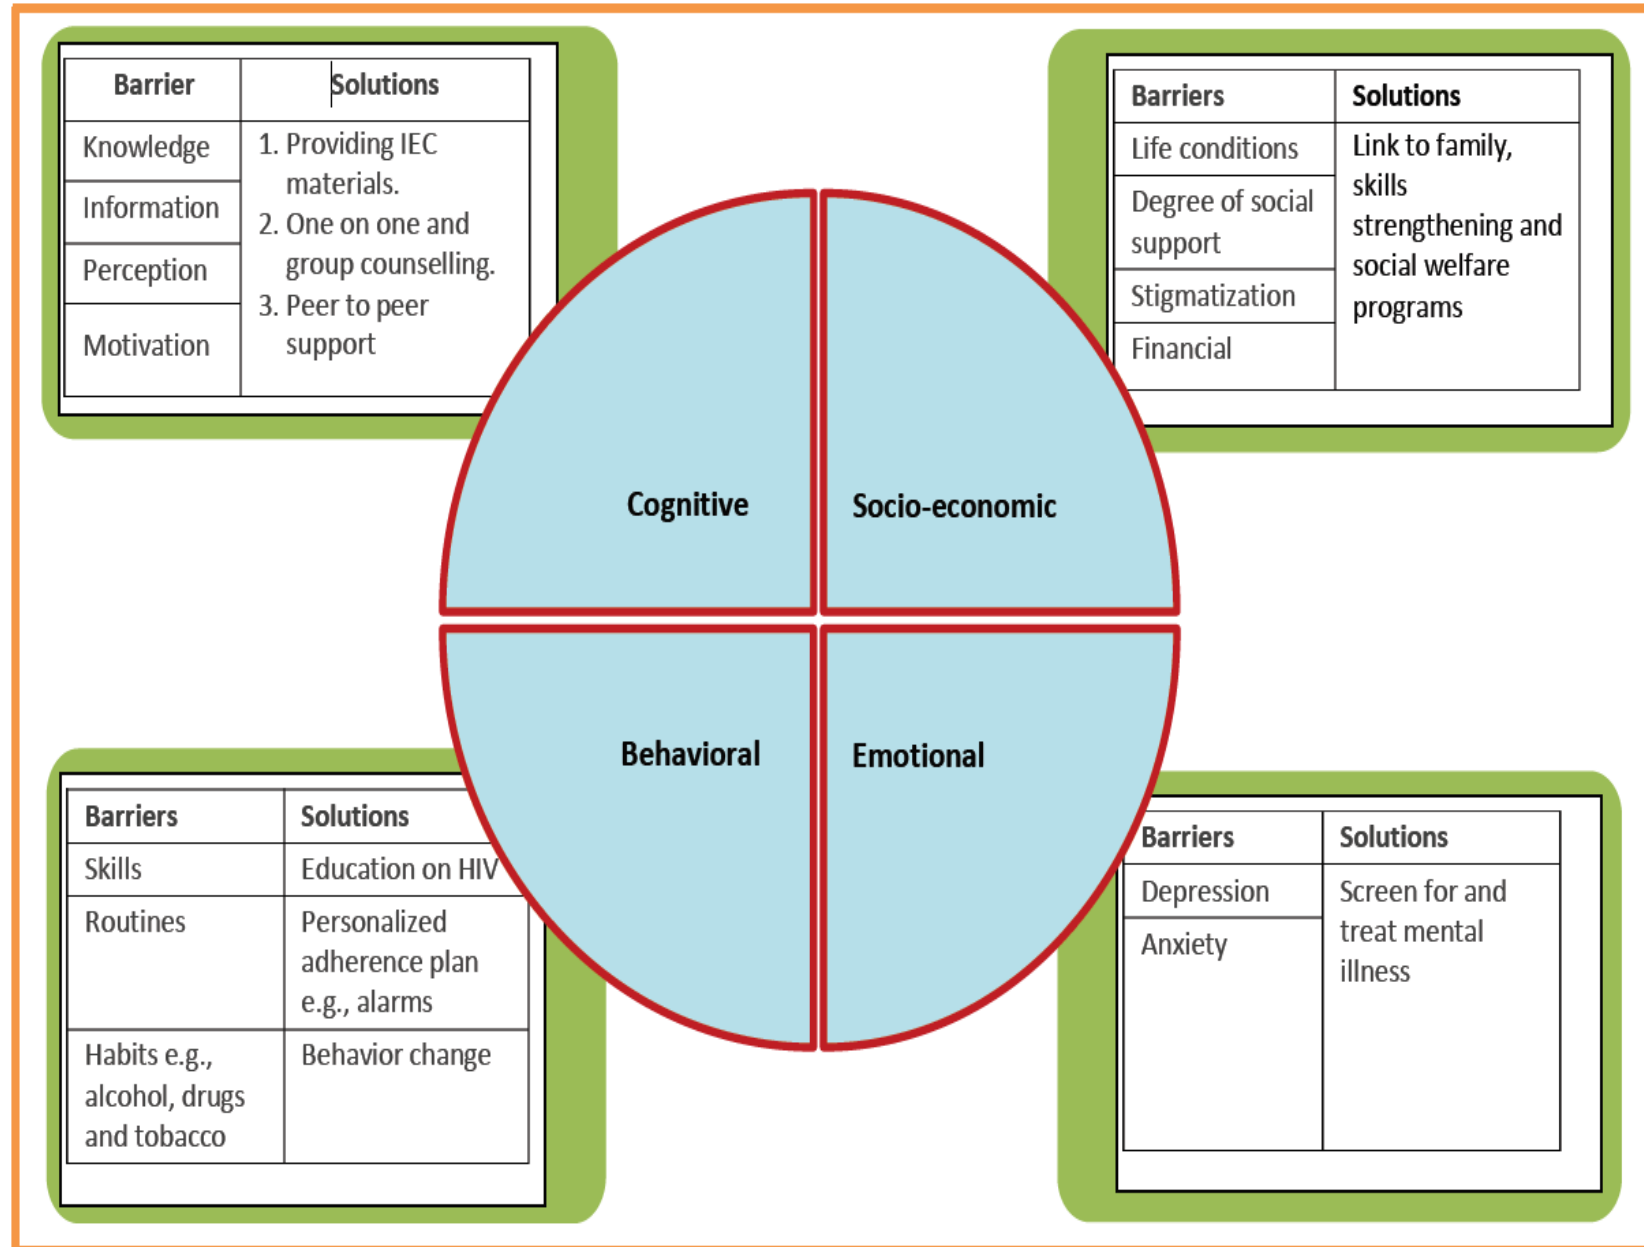 Barrier
Solutions
Knowledge
Information
Perception
Motivation
1. Providing IEC
materials.
2. One on one and
group counselling.
3. Peer to peer
support
Barriers
Solutions
Life conditions
Degree of social
support
Stigmatization
Financial
Link to family,
skills
strengthening and
social welfare
programs
Cognitive
Socio-economic
Behavioral
Emotional
Barriers
Solutions
Skills
Education on HIV
Routines
Personalized
adherence plan
e.g., alarms
Habits e.g.,
alcohol, drugs
and tobacco
Behavior change
Barriers
Solutions
Depression
Anxiety
Screen for and
treat mental
illness